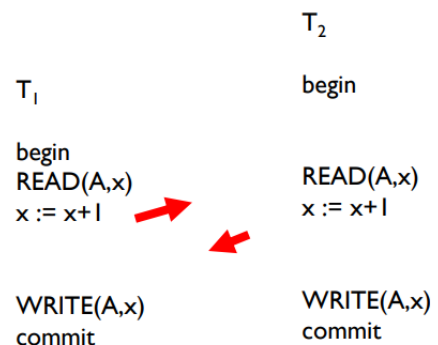 T₁
begin
READ(A,x)
x := x+1
WRITE(A,x)
commit
T₂
begin
READ(A,x)
x := x+1
WRITE(A,x)
commit